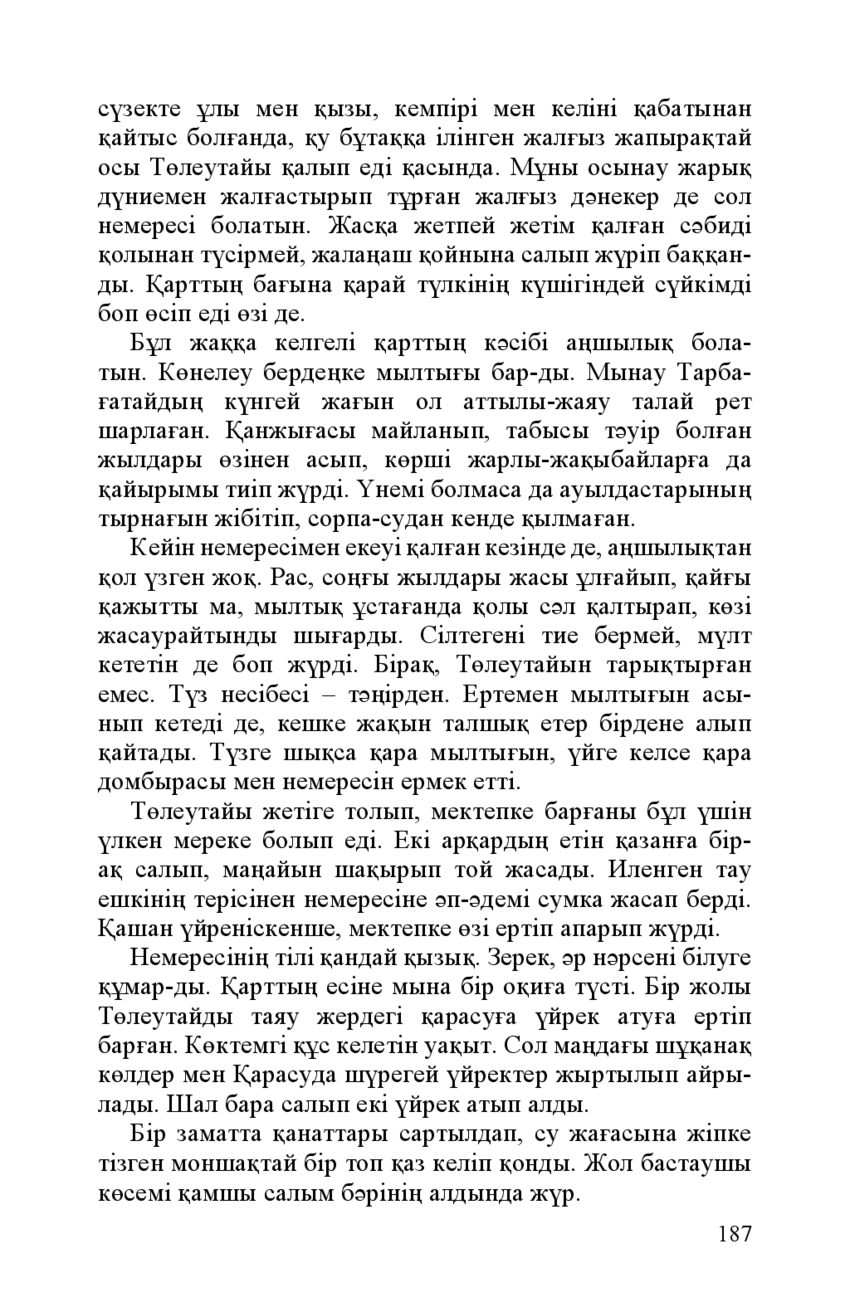 сүзекте ұлы мен қызы, кемпірі мен келіні қабатынан
қайтыс болғанда, қу бұтаққа ілінген жалғыз жапырақтай
осы Төлеутайы қалып еді қасында. Мұны осынау жарық
дүниемен жалғастырып тұрған жалғыз дәнекер де сол
немересі болатын. Жасқа жетпей жетім қалған сәбиді
қолынан түсірмей, жалаңаш қойнына салып жүріп баққан-
ды. Қарттың бағына қарай түлкінің күшігіндей сүйкімді
боп өсіп еді өзі де.
Бұл жаққа келгелі қарттың кәсібі аңшылық бола-
тын. Көнелеу бердеңке мылтығы бар-ды. Мынау Тарба-
ғатайдың күнгей жағын ол аттылы-жаяу талай рет
шарлаған. Қанжығасы майланып, табысы тәуір болған
жылдары өзінен асып, көрші жарлы-жақыбайларға да
қайырымы тиіп жүрді. Үнемі болмаса да ауылдастарының
тырнағын жібітіп, сорпа-судан кенде қылмаған.
Кейін немересімен екеуі қалған кезінде де, аңшылықтан
қол үзген жоқ. Рас, соңғы жылдары жасы ұлғайып, қайғы
қажытты ма, мылтық ұстағанда қолы сәл қалтырап, көзі
жасаурайтынды шығарды. Сілтегені тие бермей, мүлт
кететін де боп жүрді. Бірақ, Төлеутайын тарықтырған
емес. Түз несібесі – тәңірден. Ертемен мылтығын асы-
нып кетеді де, кешке жақын талшық етер бірдене алып
қайтады. Түзге шықса қара мылтығын, үйге келсе қара
домбырасы мен немересін ермек етті.
Төлеутайы жетіге толып, мектепке барғаны бұл үшін
үлкен мереке болып еді. Екі арқардың етін қазанға бір-
ақ салып, маңайын шақырып той жасады. Иленген тау
ешкінің терісінен немересіне әп-әдемі сумка жасап берді.
Қашан үйреніскенше, мектепке өзі ертіп апарып жүрді.
Немересінің тілі қандай қызық. Зерек, әр нәрсені білуге
құмар-ды. Қарттың есіне мына бір оқиға түсті. Бір жолы
Төлеутайды таяу жердегі қарасуға үйрек атуға ертіп
барған. Көктемгі құс келетін уақыт. Сол маңдағы шұқанақ
көлдер мен Қарасуда шүрегей үйректер жыртылып айры-
лады. Шал бара салып екі үйрек атып алды.
Бір заматта қанаттары сартылдап, су жағасына жіпке
тізген моншақтай бір топ қаз келіп қонды. Жол бастаушы
көсемі қамшы салым бәрінің алдында жүр.
187